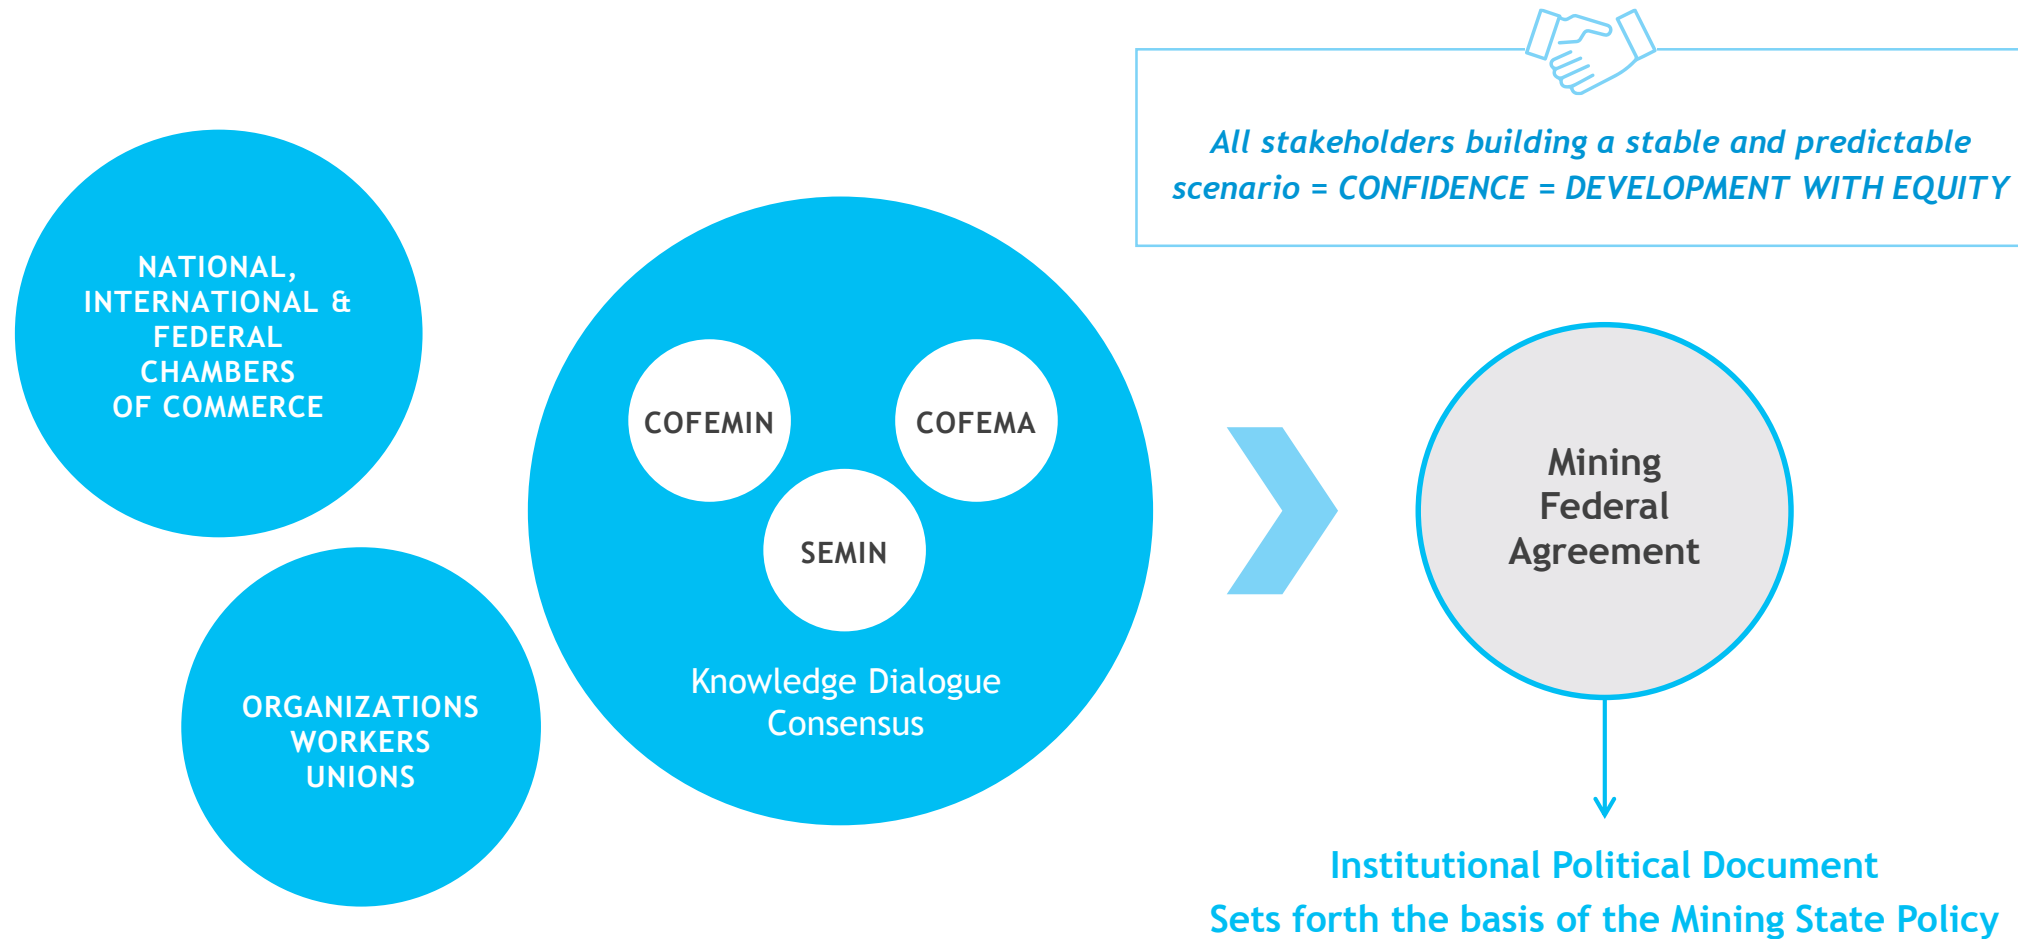 All stakeholders building a stable and predictable
scenario = CONFIDENCE = DEVELOPMENT WITH EQUITY
NATIONAL,
INTERNATIONAL &
FEDERAL
CHAMBERS
OF COMMERCE
ORGANIZATIONS
WORKERS
UNIONS
COFEMIN
COFEMA
SEMIN
Knowledge Dialogue
Consensus
Mining
Federal
Agreement
Institutional Political Document
Sets forth the basis of the Mining State Policy